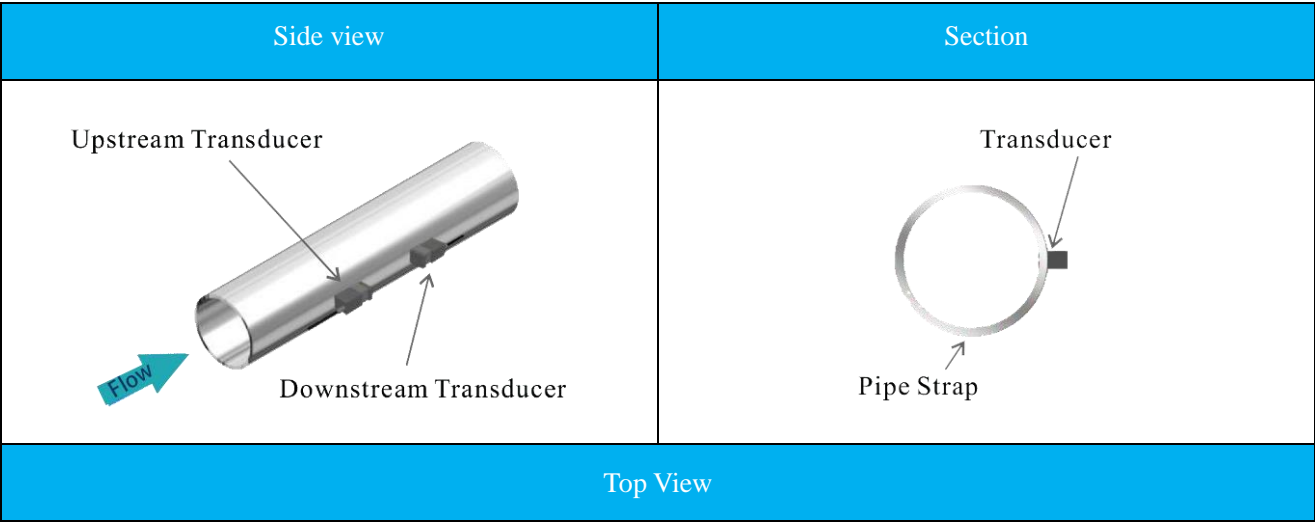 Side view
Section
Upstream Transducer
Downstream Transducer
Flow
Transducer
Pipe Strap
Top View